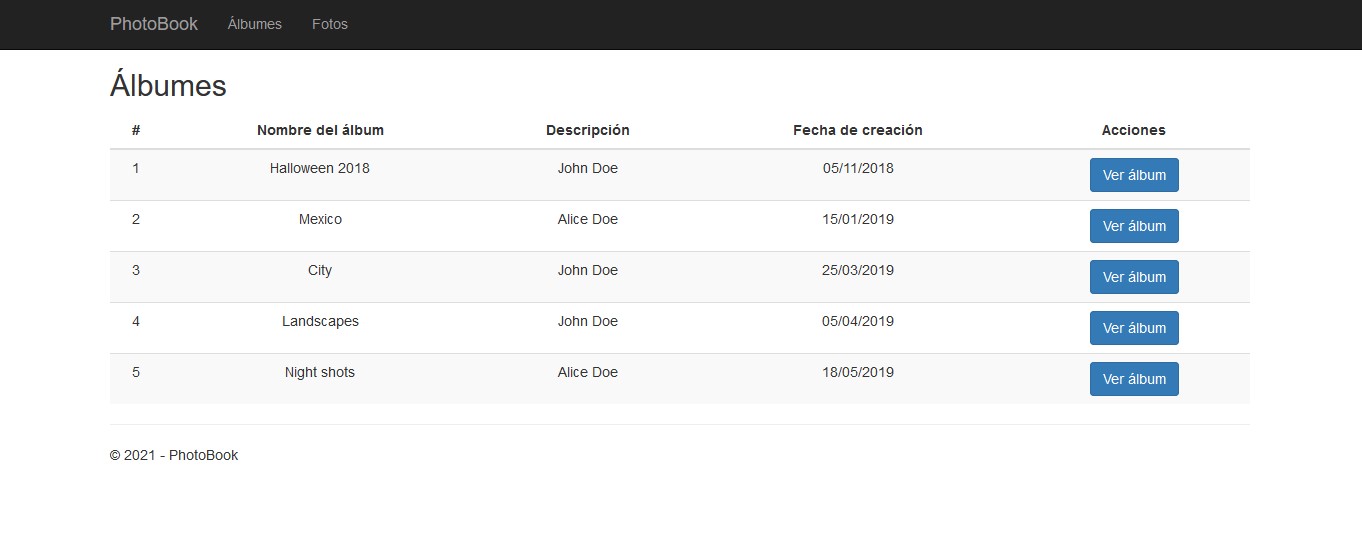 PhotoBook Álbumes Fotos
Álbumes
# Nombre del álbum Descripción Fecha de creación Acciones
1 Halloween 2018 John Doe 05/11/2018 Ver álbum
2 Mexico Alice Doe 15/01/2019 Ver álbum
3 City John Doe 25/03/2019 Ver álbum
4 Landscapes John Doe 05/04/2019 Ver álbum
5 Night shots Alice Doe 18/05/2019 Ver álbum
© 2021 - PhotoBook